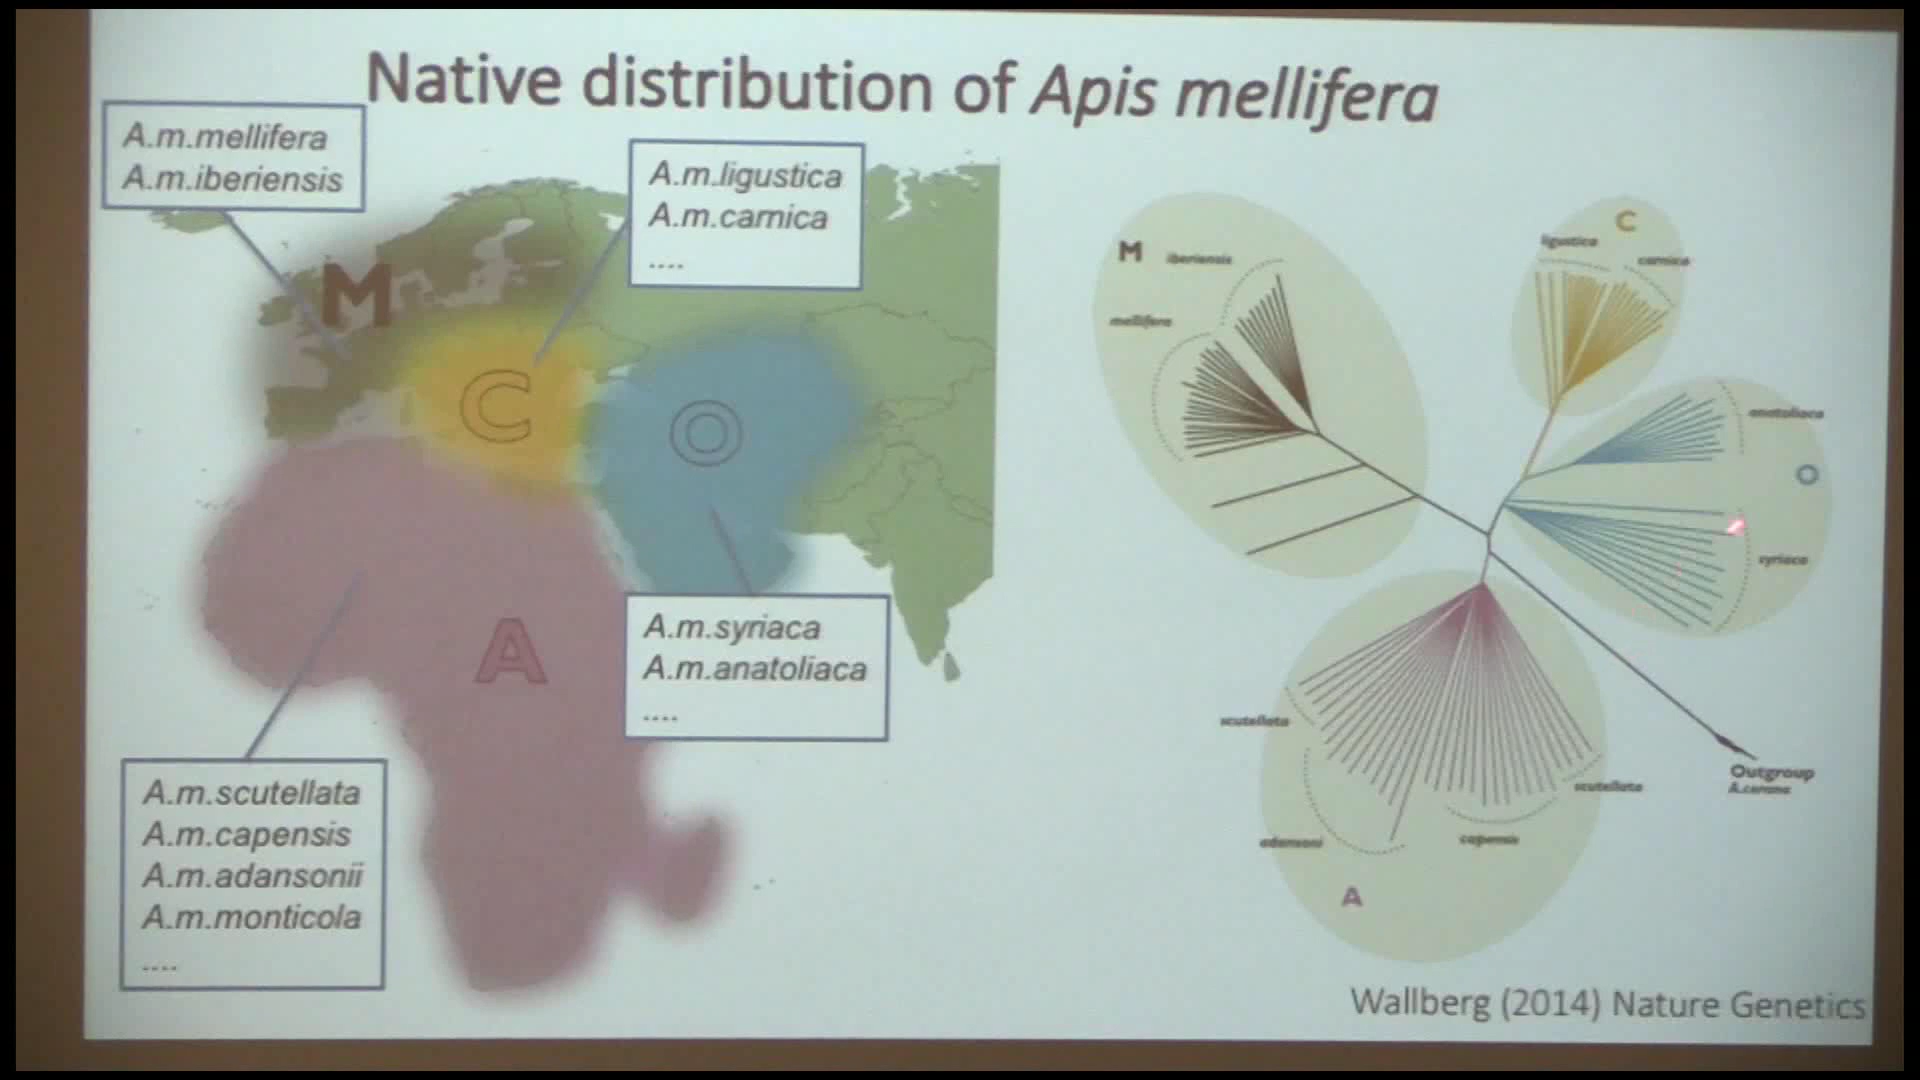 Native distribution of Apis mellifera
A.m.mellifera
A.m.iberiensis
A.m.ligustica
A.m.carnica
....
M
C
O
A
A.m.syriaca
A.m.anatoliaca
....
A.m.scutellata
A.m.capensis
A.m.adansonii
A.m.monticola
....
M
iberiensis
mellifera
C
ligustica
carnica
anatoliaca
O
syriaca
scutellata
adansoni
capensis
scutellata
A
Outgroup
A.cerana
Wallberg (2014) Nature Genetics